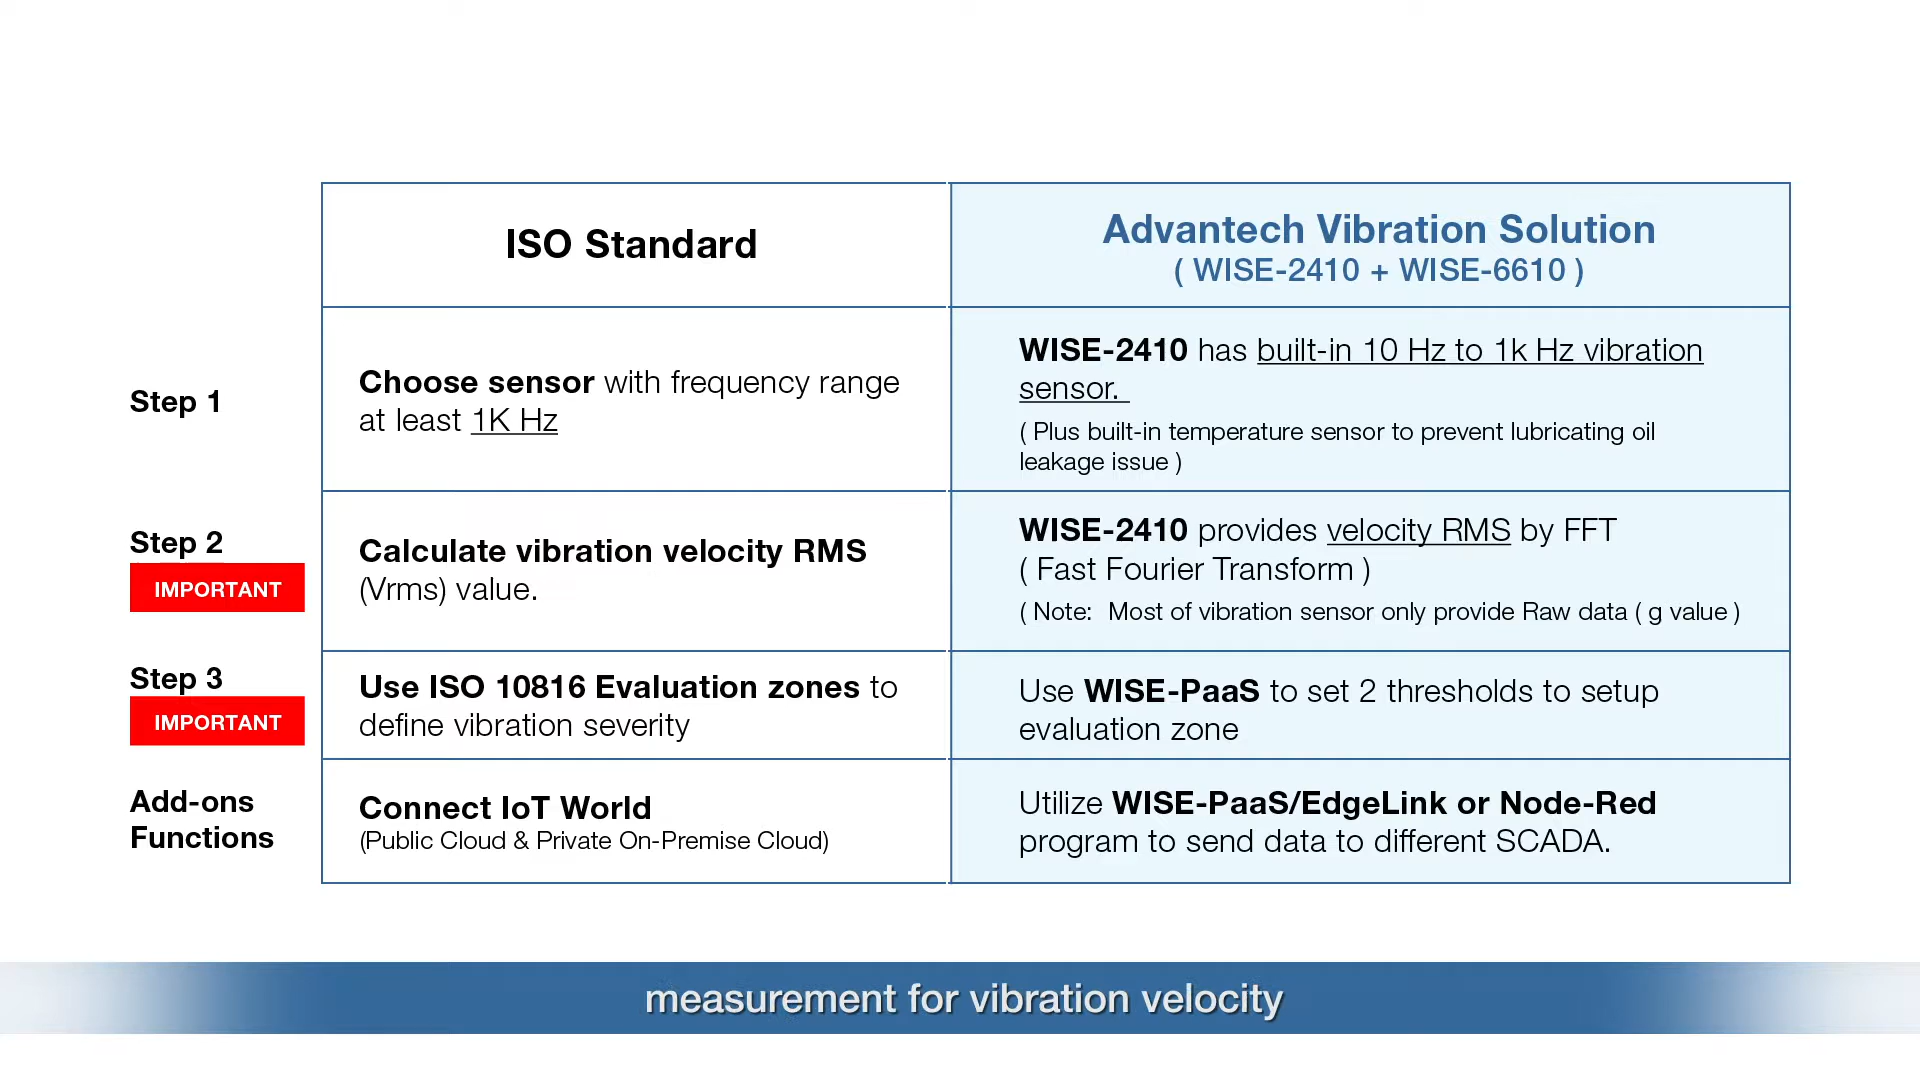 ISO Standard
Advantech Vibration Solution
( WISE-2410 + WISE-6610 )
Step 1
Choose sensor with frequency range
at least 1K Hz
WISE-2410 has built-in 10 Hz to 1k Hz vibration
sensor.
( Plus built-in temperature sensor to prevent lubricating oil
leakage issue )
Step 2
IMPORTANT
Calculate vibration velocity RMS
(Vrms) value.
WISE-2410 provides velocity RMS by FFT
( Fast Fourier Transform )
( Note: Most of vibration sensor only provide Raw data ( g value )
Step 3
IMPORTANT
Use ISO 10816 Evaluation zones to
define vibration severity
Use WISE-PaaS to set 2 thresholds to setup
evaluation zone
Add-ons
Functions
Connect IoT World
(Public Cloud & Private On-Premise Cloud)
Utilize WISE-PaaS/EdgeLink or Node-Red
program to send data to different SCADA.
measurement for vibration velocity